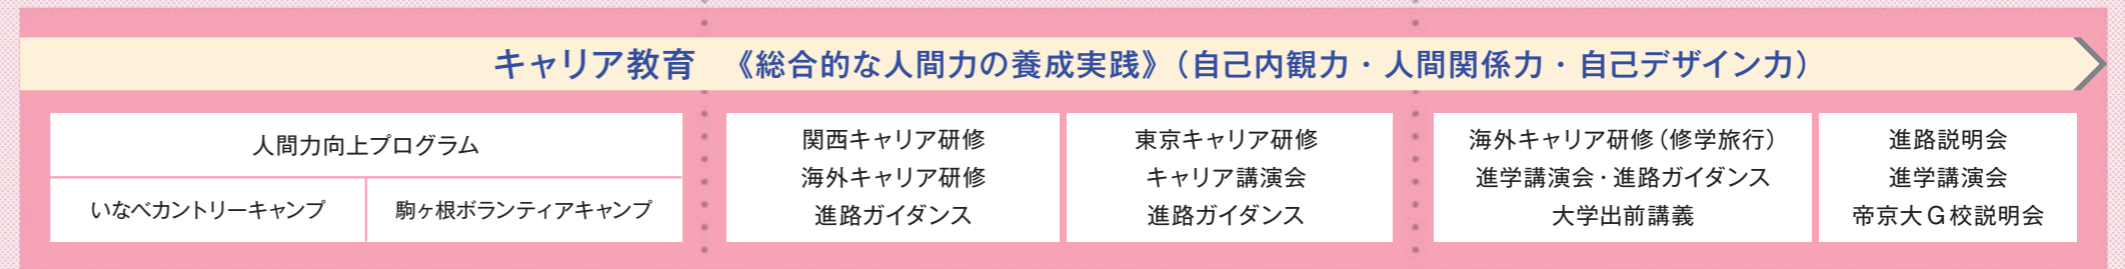 キャリア教育 《総合的な人間力の養成実践》（自己内観力・人間関係力・自己デザイン力）
人間力向上プログラム
いなべカントリーキャンプ
駒ヶ根ボランティアキャンプ
関西キャリア研修
海外キャリア研修
進路ガイダンス
東京キャリア研修
キャリア講演会
進路ガイダンス
海外キャリア研修（修学旅行）
進学講演会・進路ガイダンス
大学出前講義
進路説明会
進学講演会
帝京大G校説明会